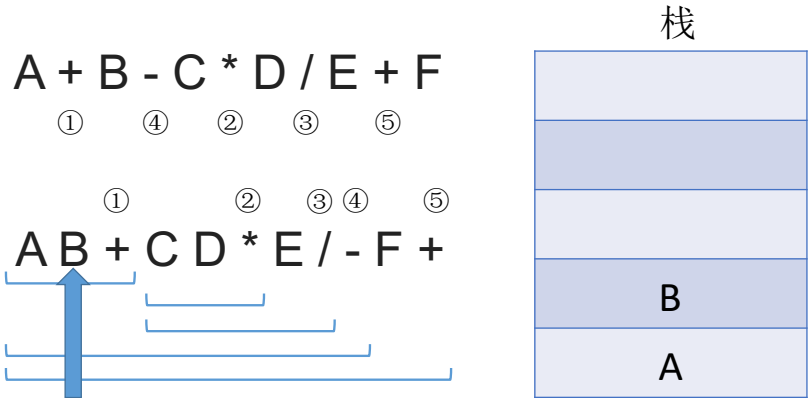 栈
A + B - C * D / E + F
① ④ ② ③ ⑤
① ② ③ ④ ⑤
A B + C D * E / - F +
B
A